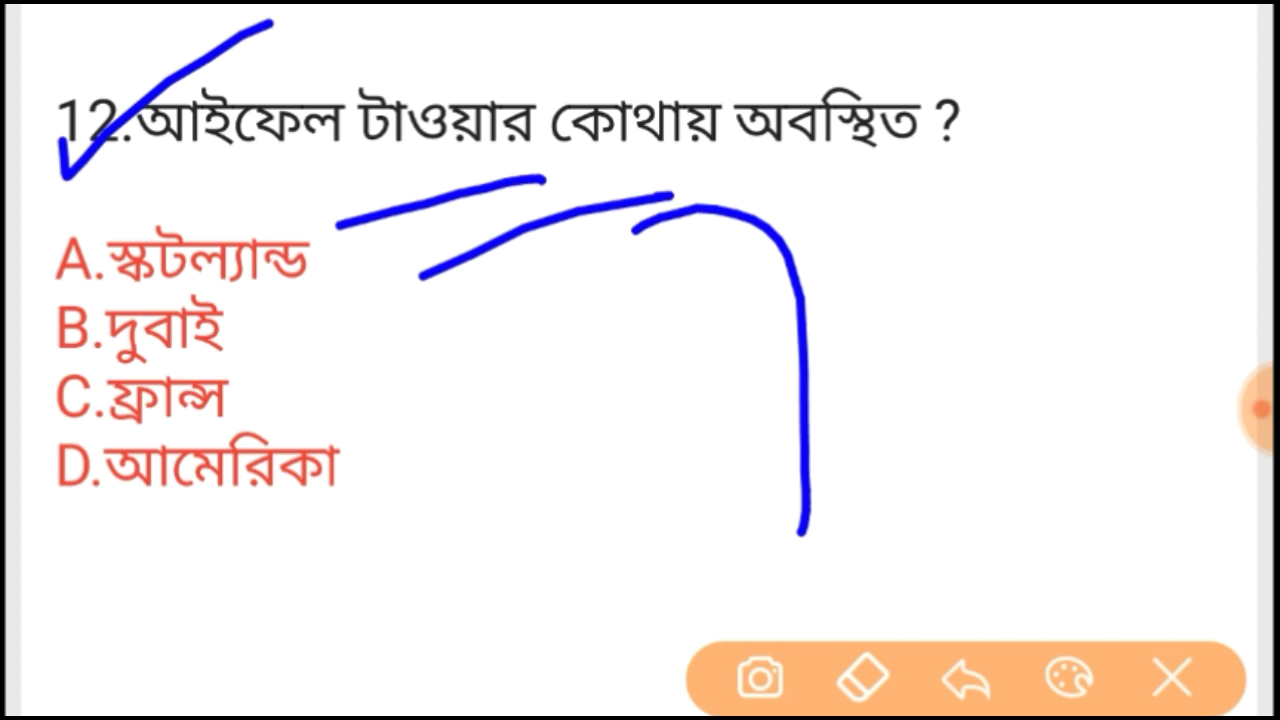 12.আইফেল টাওয়ার কোথায় অবস্থিত ?
A.স্কটল্যান্ড
B.দুবাই
C.ফ্রান্স
D.আমেরিকা